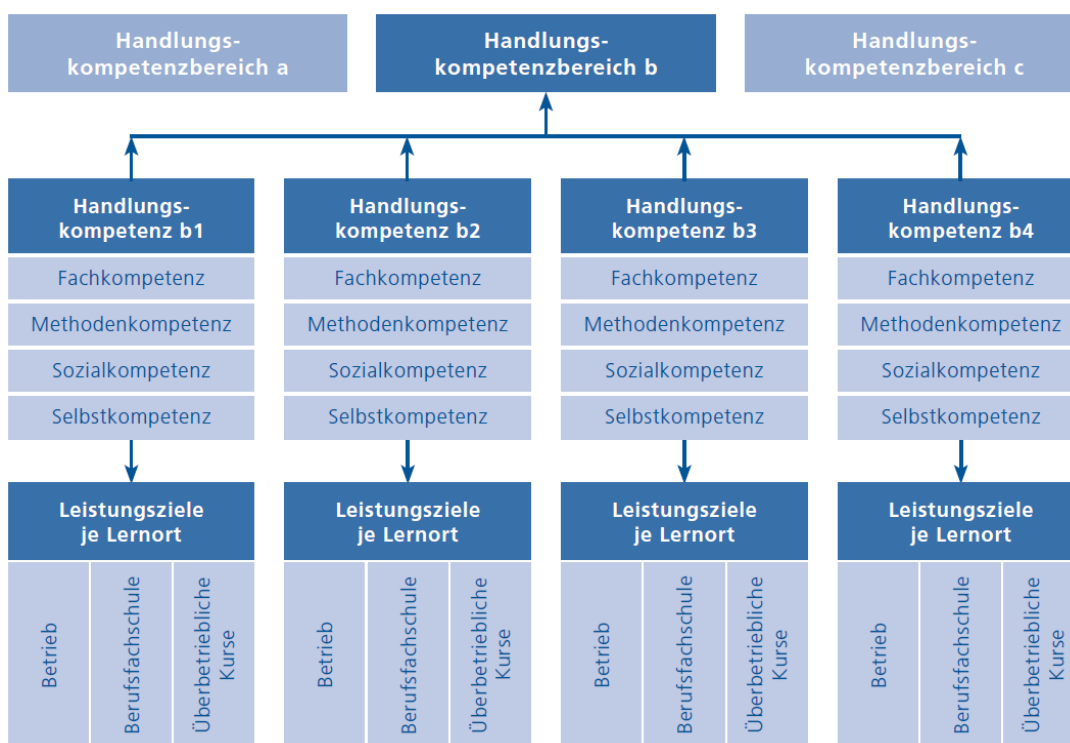 Handlungs-
kompetenzbereich a
Handlungs-
kompetenzbereich b
Handlungs-
kompetenzbereich c
Handlungs-
kompetenz b1
Fachkompetenz
Methodenkompetenz
Sozialkompetenz
Selbstkompetenz
Leistungsziele
je Lernort
Betrieb
Berufsfachschule
Überbetriebliche
Kurse
Handlungs-
kompetenz b2
Fachkompetenz
Methodenkompetenz
Sozialkompetenz
Selbstkompetenz
Leistungsziele
je Lernort
Betrieb
Berufsfachschule
Überbetriebliche
Kurse
Handlungs-
kompetenz b3
Fachkompetenz
Methodenkompetenz
Sozialkompetenz
Selbstkompetenz
Leistungsziele
je Lernort
Betrieb
Berufsfachschule
Überbetriebliche
Kurse
Handlungs-
kompetenz b4
Fachkompetenz
Methodenkompetenz
Sozialkompetenz
Selbstkompetenz
Leistungsziele
je Lernort
Betrieb
Berufsfachschule
Überbetriebliche
Kurse